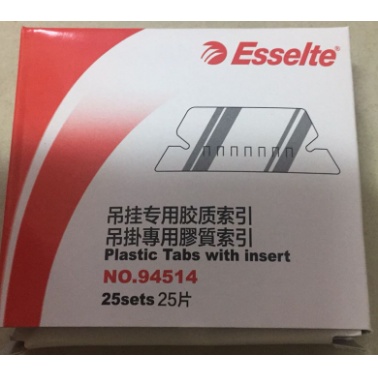 Esselte®
吊挂专用胶质索引
吊掛專用膠質索引
Plastic Tabs with insert
NO.94514
25sets 25片